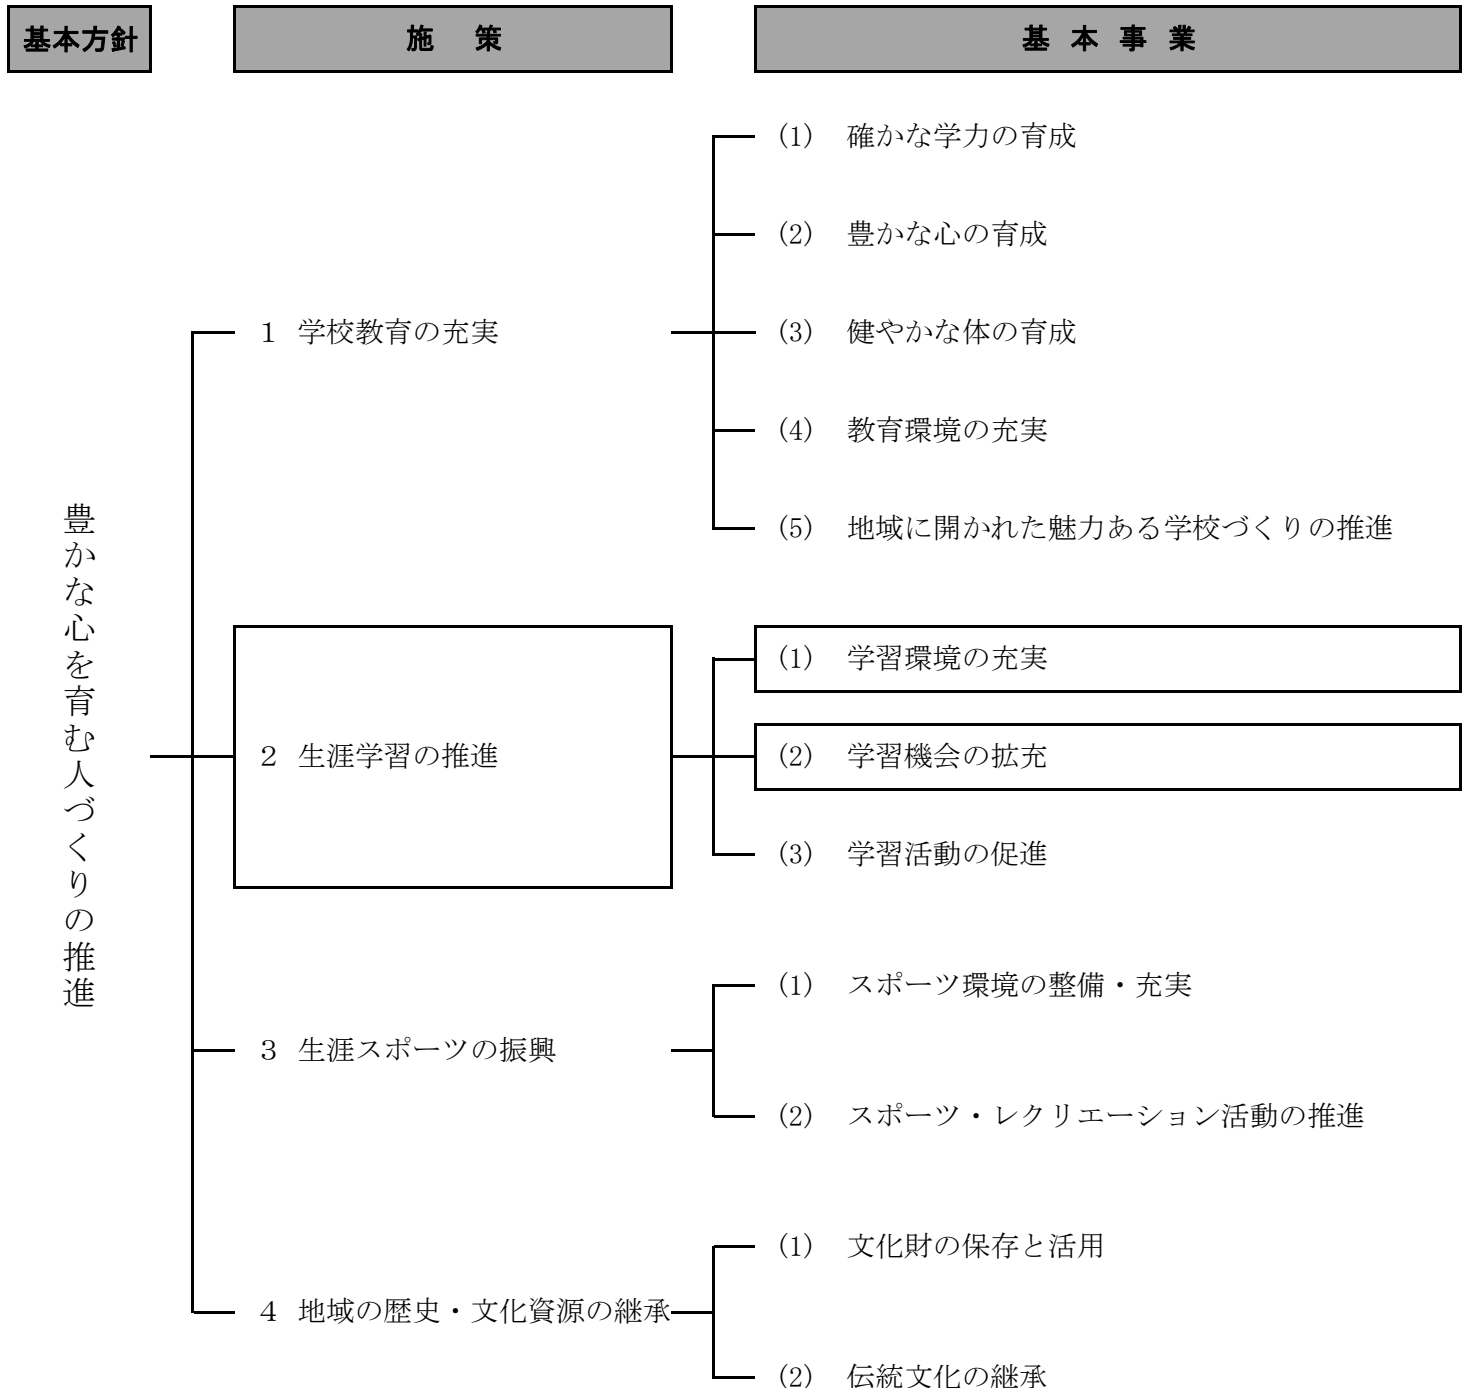 基本方針
施策
基本事業
豊かな心を育む人づくりの推進
1 学校教育の充実
(1) 確かな学力の育成
(2) 豊かな心の育成
(3) 健やかな体の育成
(4) 教育環境の充実
(5) 地域に開かれた魅力ある学校づくりの推進
2 生涯学習の推進
(1) 学習環境の充実
(2) 学習機会の拡充
(3) 学習活動の促進
3 生涯スポーツの振興
(1) スポーツ環境の整備・充実
(2) スポーツ・レクリエーション活動の推進
4 地域の歴史・文化資源の継承
(1) 文化財の保存と活用
(2) 伝統文化の継承